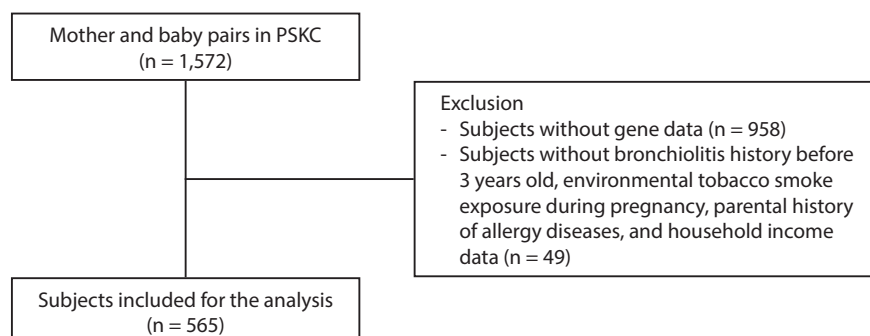 Mother and baby pairs in PSKC
(n = 1,572)
Exclusion
- Subjects without gene data (n = 958)
- Subjects without bronchiolitis history before
3 years old, environmental tobacco smoke
exposure during pregnancy, parental history
of allergy diseases, and household income
data (n = 49)
Subjects included for the analysis
(n = 565)